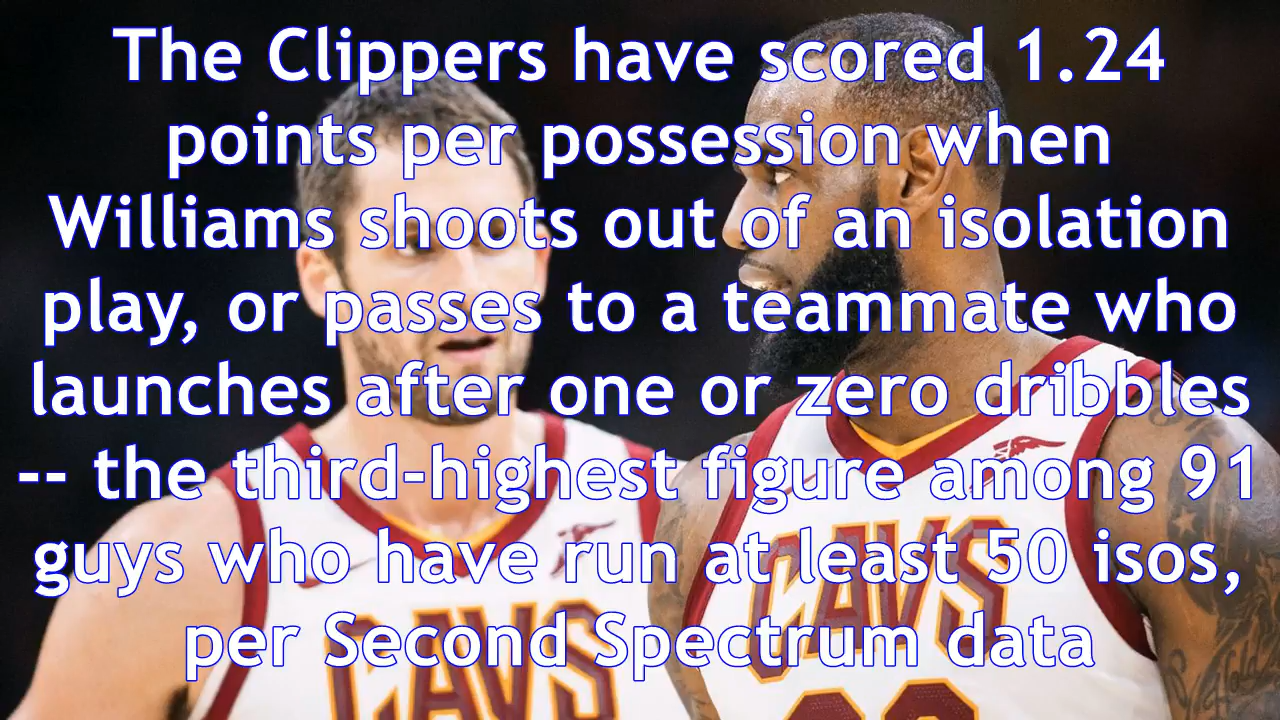 The Clippers have scored 1.24
points per possession when
Williams shoots out of an isolation
play, or passes to a teammate who
launches after one or zero dribbles
-- the third-highest figure among 91
guys who have run at least 50 isos,
per Second Spectrum data
CAVS
CAVS